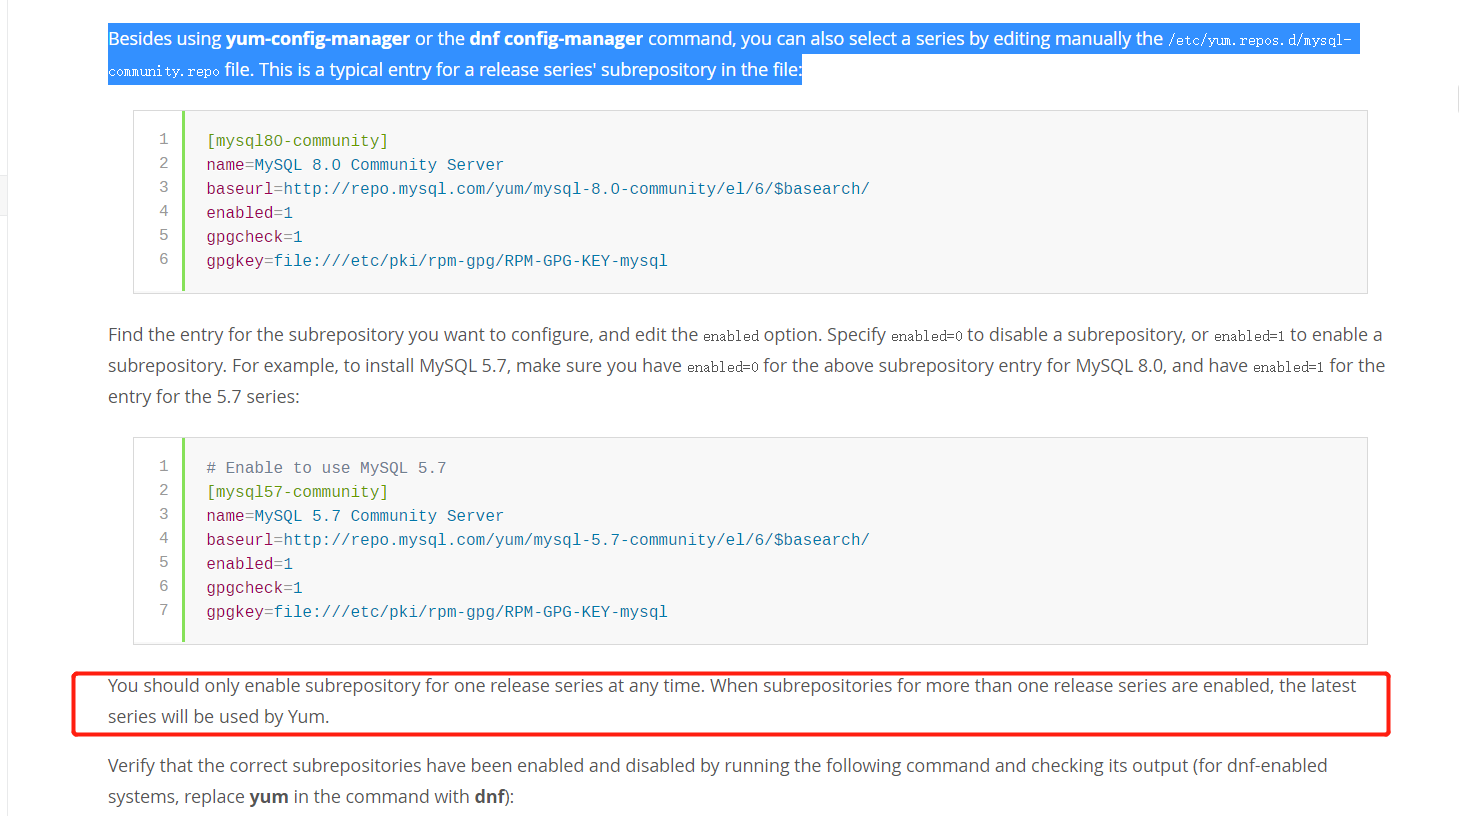 Besides using yum-config-manager or the dnf config-manager command, you can also select a series by editing manually the /etc/yum.repos.d/mysql-
community.repo file. This is a typical entry for a release series' subrepository in the file:
1 [mysql80-community]
2 name=MySQL 8.0 Community Server
3 baseurl=http://repo.mysql.com/yum/mysql-8.0-community/el/6/$basearch/
4 enabled=1
5 gpgcheck=1
6 gpgkey=file:///etc/pki/rpm-gpg/RPM-GPG-KEY-mysql
Find the entry for the subrepository you want to configure, and edit the enabled option. Specify enabled=0 to disable a subrepository, or enabled=1 to enable a
subrepository. For example, to install MySQL 5.7, make sure you have enabled=0 for the above subrepository entry for MySQL 8.0, and have enabled=1 for the
entry for the 5.7 series:
1 # Enable to use MySQL 5.7
2 [mysql57-community]
3 name=MySQL 5.7 Community Server
4 baseurl=http://repo.mysql.com/yum/mysql-5.7-community/el/6/$basearch/
5 enabled=1
6 gpgcheck=1
7 gpgkey=file:///etc/pki/rpm-gpg/RPM-GPG-KEY-mysql
You should only enable subrepository for one release series at any time. When subrepositories for more than one release series are enabled, the latest
series will be used by Yum.
Verify that the correct subrepositories have been enabled and disabled by running the following command and checking its output (for dnf-enabled
systems, replace yum in the command with dnf):